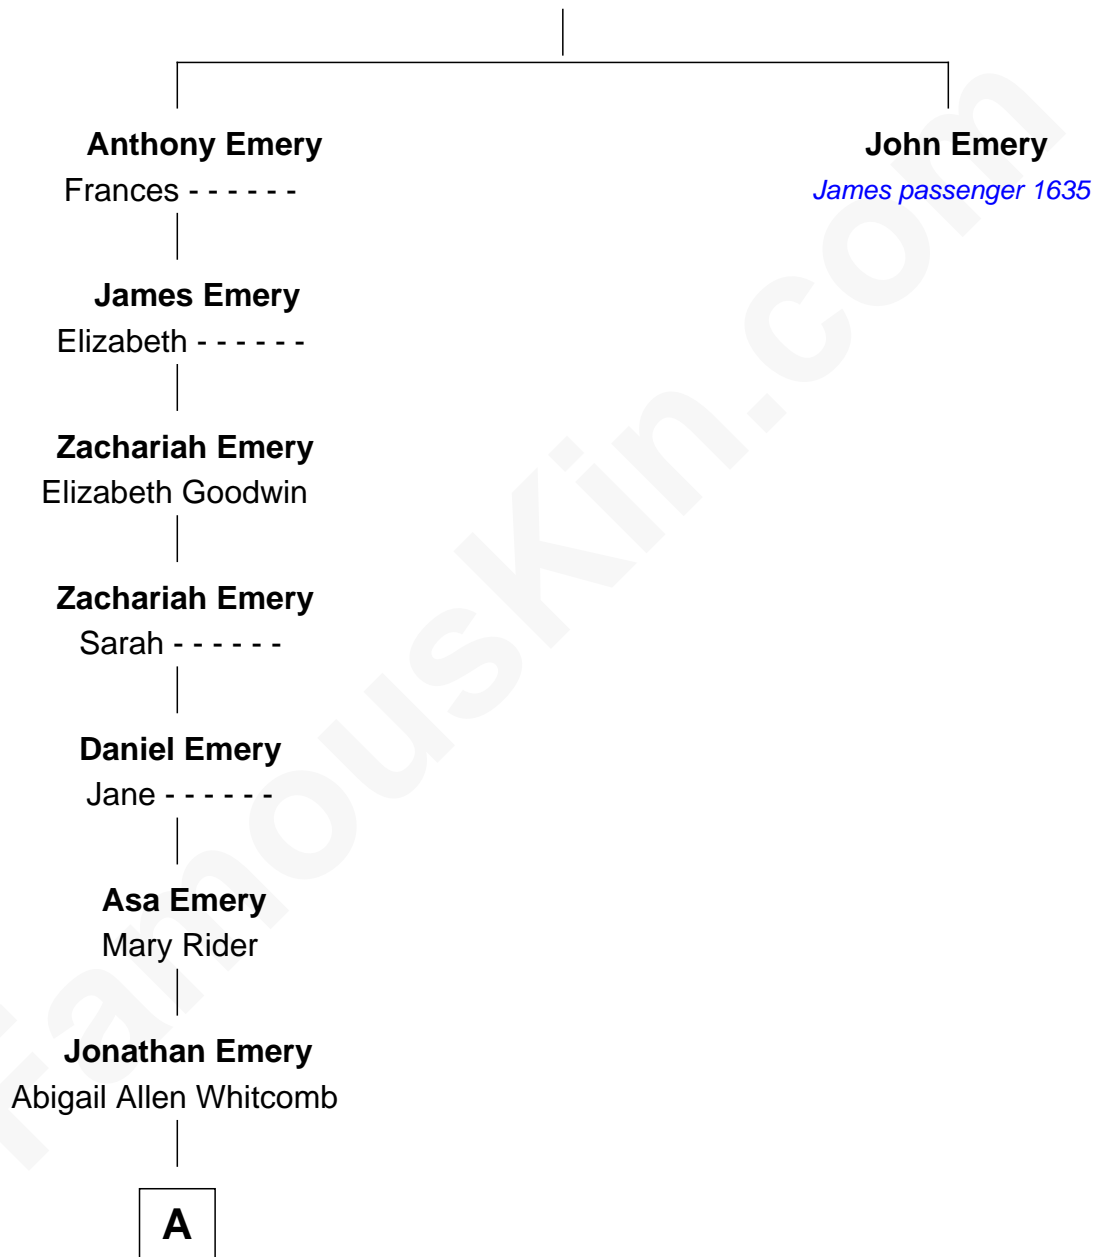 Anthony Emery
Frances - - - - - -
John Emery
James passenger 1635
James Emery
Elizabeth - - - - - -
Zachariah Emery
Elizabeth Goodwin
Zachariah Emery
Sarah - - - - - -
Daniel Emery
Jane - - - - - -
Asa Emery
Mary Rider
Jonathan Emery
Abigail Allen Whitcomb
A
FamousKin.com